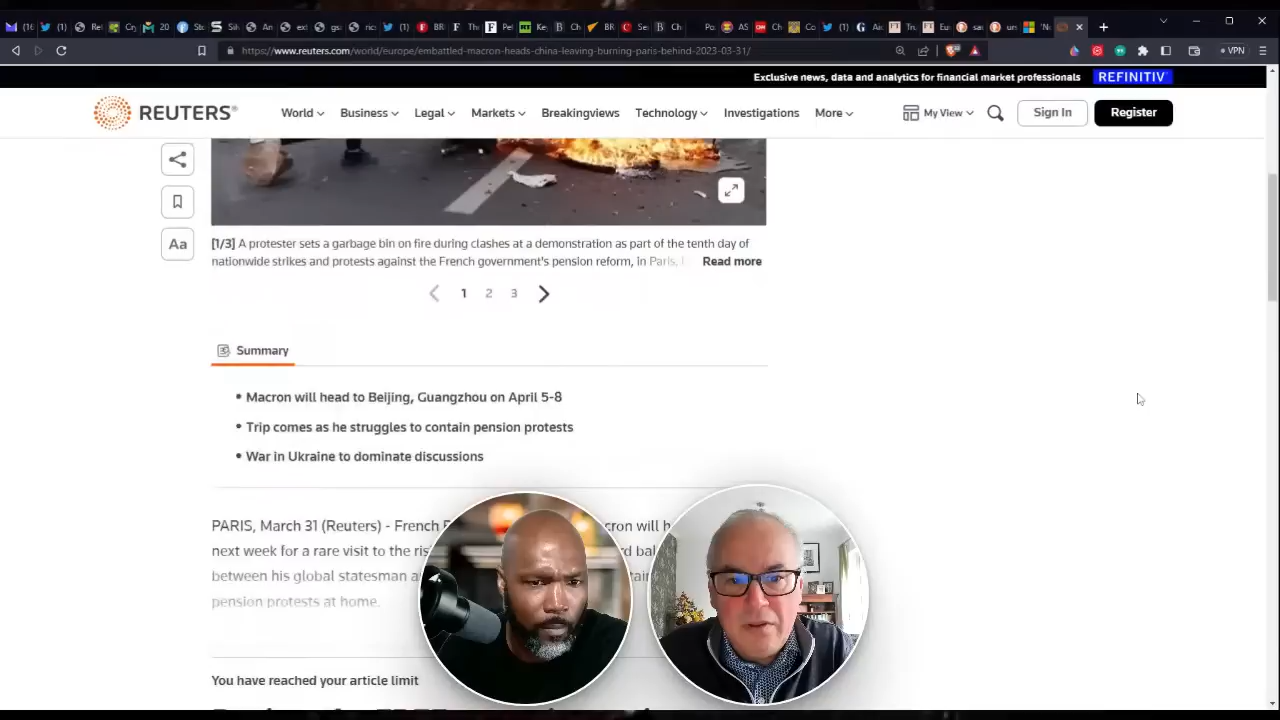 https://www.reuters.com/world/europe/embattled-macron-heads-china-leaving-burning-paris-behind-2023-03-31/
VPN
Exclusive news, data and analytics for financial market professionals REFINITIV
REUTERS® World Business Legal Markets Breakingviews Technology Investigations More My View Sign In Register
Aa
[1/3] A protester sets a garbage bin on fire during clashes at a demonstration as part of the tenth day of
nationwide strikes and protests against the French government's pension reform, in Paris, Read more
1 2 3
Summary
• Macron will head to Beijing, Guangzhou on April 5-8
• Trip comes as he struggles to contain pension protests
• War in Ukraine to dominate discussions
PARIS, March 31 (Reuters) - French cron will
next week for a rare visit to the
between his global statesman
pension protests at home.
You have reached your article limit